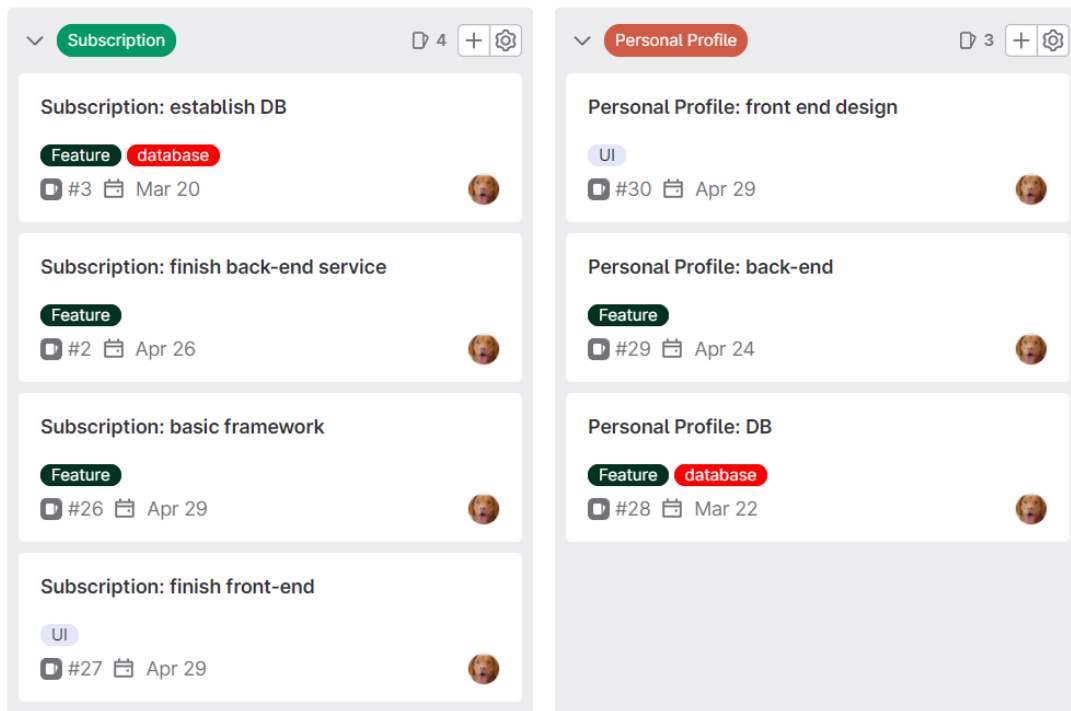 Subscription 4
Subscription: establish DB
Feature database
#3 Mar 20
Subscription: finish back-end service
Feature
#2 Apr 26
Subscription: basic framework
Feature
#26 Apr 29
Subscription: finish front-end
UI
#27 Apr 29
Personal Profile 3
Personal Profile: front end design
UI
#30 Apr 29
Personal Profile: back-end
Feature
#29 Apr 24
Personal Profile: DB
Feature database
#28 Mar 22